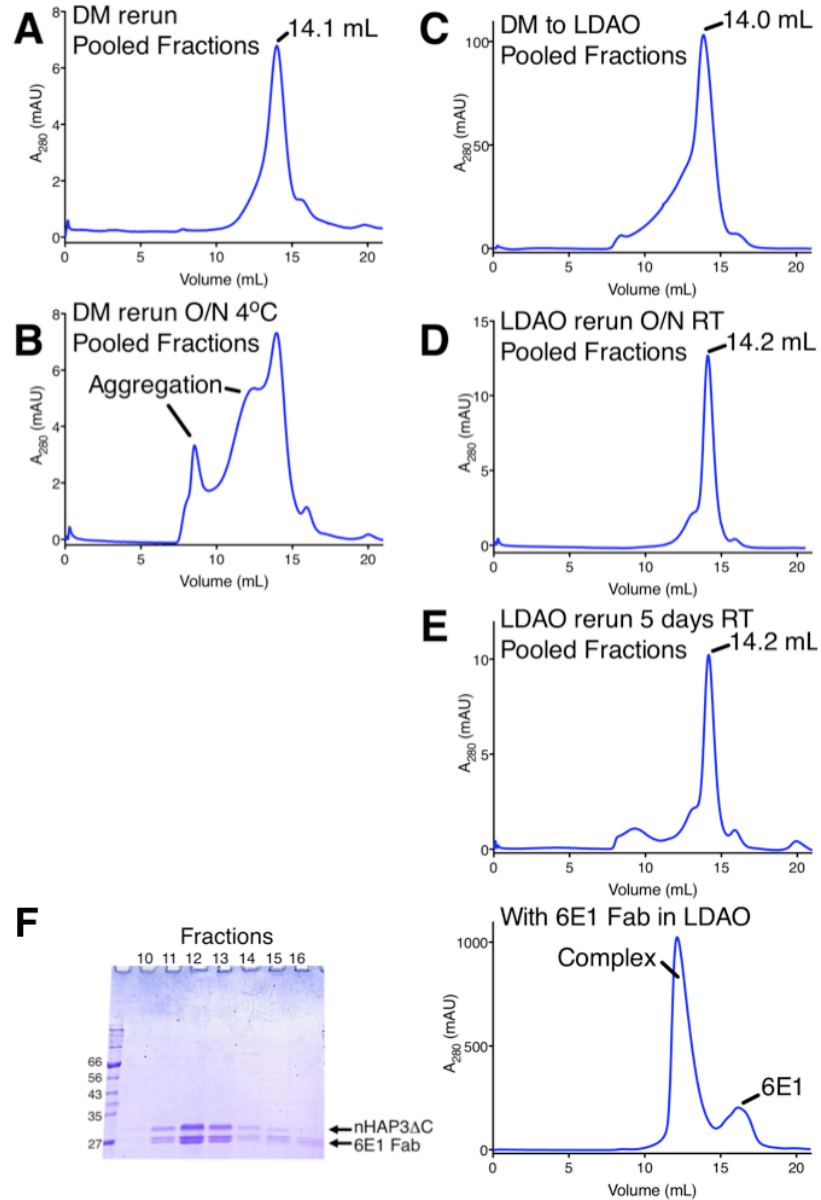 A
DM rerun
Pooled Fractions
14.1 mL
8
6
4
2
0
A280 (mAU)
0 5 10 15 20
Volume (mL)
B
DM rerun O/N 4ºC
Pooled Fractions
Aggregation
8
6
4
2
0
A280 (mAU)
0 5 10 15 20
Volume (mL)
C
DM to LDAO
Pooled Fractions
14.0 mL
100
50
0
A280 (mAU)
0 5 10 15 20
Volume (mL)
D
LDAO rerun O/N RT
Pooled Fractions
14.2 mL
15
10
5
0
A280 (mAU)
0 5 10 15 20
Volume (mL)
E
LDAO rerun 5 days RT
Pooled Fractions
14.2 mL
10
5
0
A280 (mAU)
0 5 10 15 20
Volume (mL)
F
Fractions
10 11 12 13 14 15 16
66
56
43
35
27
nHAP3ΔC
6E1 Fab
With 6E1 Fab in LDAO
Complex
6E1
1000
500
0
A280 (mAU)
0 5 10 15 20
Volume (mL)